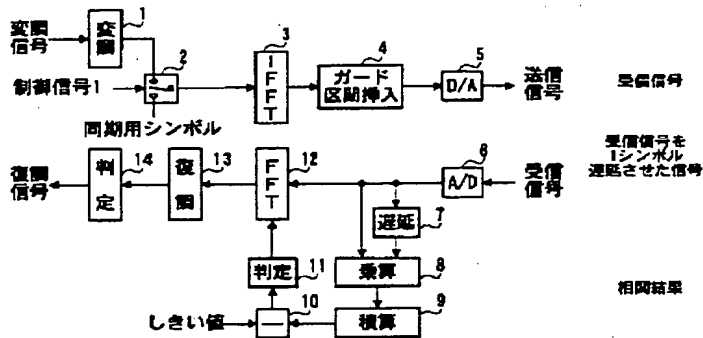 変調
信号
変調
1
2
制御信号1
同期用シンボル
IFFT
3
ガード
区間挿入
4
D/A
5
送信
信号
受信信号
復調
信号
判定
14
復調
13
FFT
12
A/D
6
受信
信号
受信信号を
1シンボル
遅延させた信号
遅延
7
判定
11
乗算
8
しきい値
—
10
積算
9
相関結果